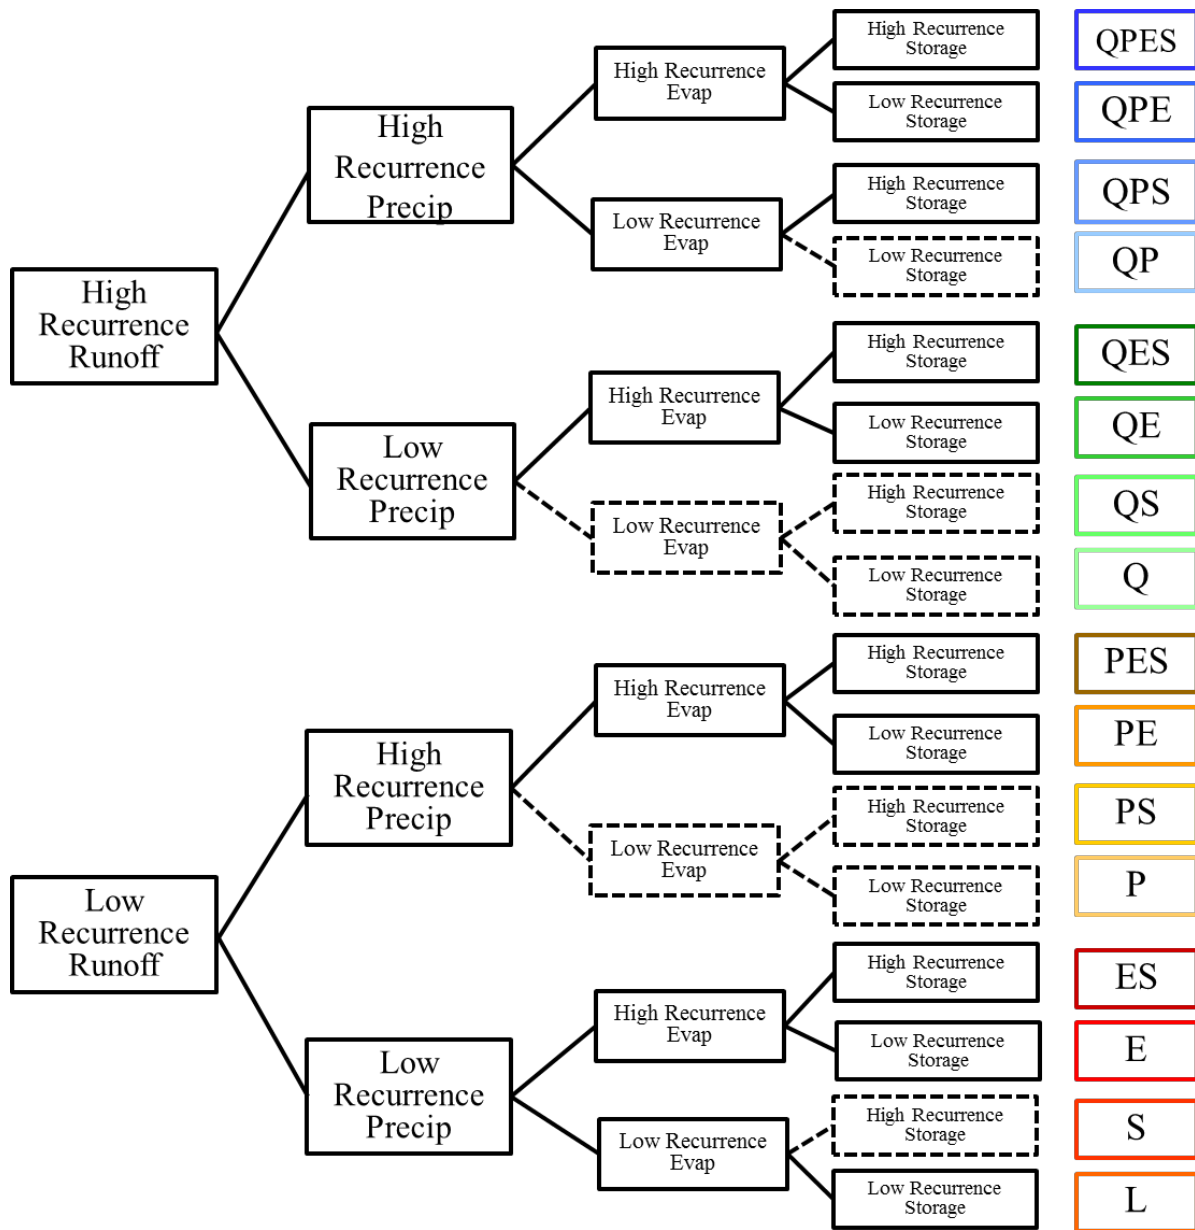 High
Recurrence
Runoff
High
Recurrence
Precip
High Recurrence
Evap
High Recurrence
Storage
QPES
Low Recurrence
Storage
QPE
Low Recurrence
Evap
High Recurrence
Storage
QPS
Low Recurrence
Storage
QP
Low
Recurrence
Precip
High Recurrence
Evap
High Recurrence
Storage
QES
Low Recurrence
Storage
QE
Low Recurrence
Evap
High Recurrence
Storage
QS
Low Recurrence
Storage
Q
Low
Recurrence
Runoff
High
Recurrence
Precip
High Recurrence
Evap
High Recurrence
Storage
PES
Low Recurrence
Storage
PE
Low Recurrence
Evap
High Recurrence
Storage
PS
Low Recurrence
Storage
P
Low
Recurrence
Precip
High Recurrence
Evap
High Recurrence
Storage
ES
Low Recurrence
Storage
E
Low Recurrence
Evap
High Recurrence
Storage
S
Low Recurrence
Storage
L